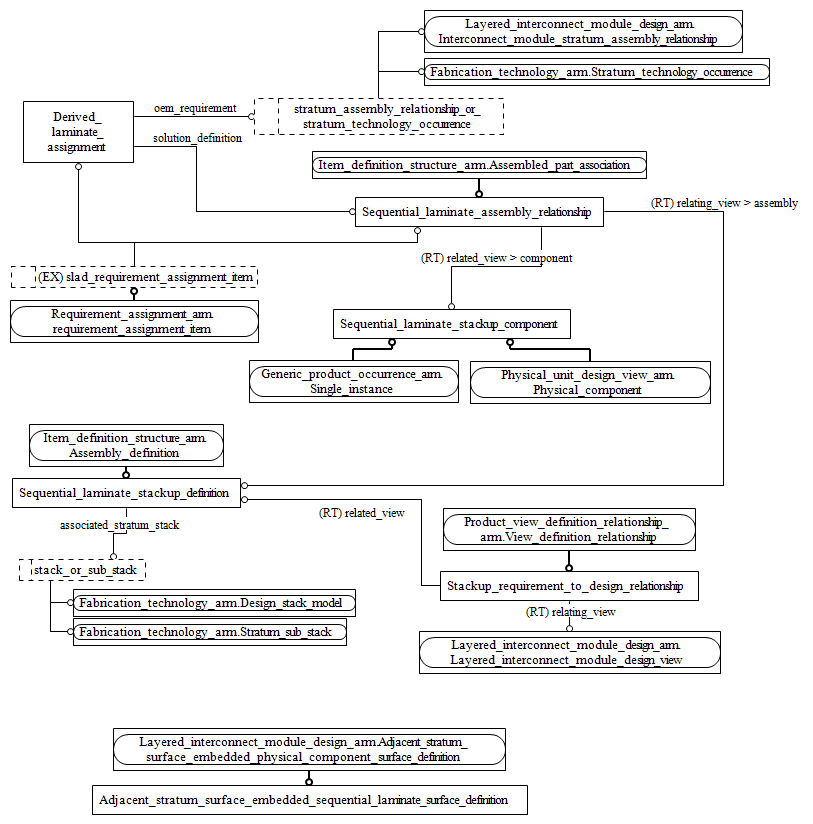 Layered_interconnect_module_design_arm.
Interconnect_module_stratum_assembly_relationship
Fabrication_technology_arm.Stratum_technology_occurrence
oem_requirement
stratum_assembly_relationship_or_
stratum_technology_occurrence
Derived_
laminate_
assignment
solution_definition
Item_definition_structure_arm.Assembled_part_association
Sequential_laminate_assembly_relationship
(RT) relating_view > assembly
(RT) related_view > component
(EX) slad_requirement_assignment_item
Requirement_assignment_arm.
requirement_assignment_item
Sequential_laminate_stackup_component
Generic_product_occurrence_arm.
Single_instance
Physical_unit_design_view_arm.
Physical_component
Item_definition_structure_arm.
Assembly_definition
Sequential_laminate_stackup_definition
associated_stratum_stack
(RT) related_view
Product_view_definition_relationship_
arm.View_definition_relationship
stack_or_sub_stack
Stackup_requirement_to_design_relationship
Fabrication_technology_arm.Design_stack_model
(RT) relating_view
Fabrication_technology_arm.Stratum_sub_stack
Layered_interconnect_module_design_arm.
Layered_interconnect_module_design_view
Layered_interconnect_module_design_arm.Adjacent_stratum_
surface_embedded_physical_component_surface_definition
Adjacent_stratum_surface_embedded_sequential_laminate_surface_definition